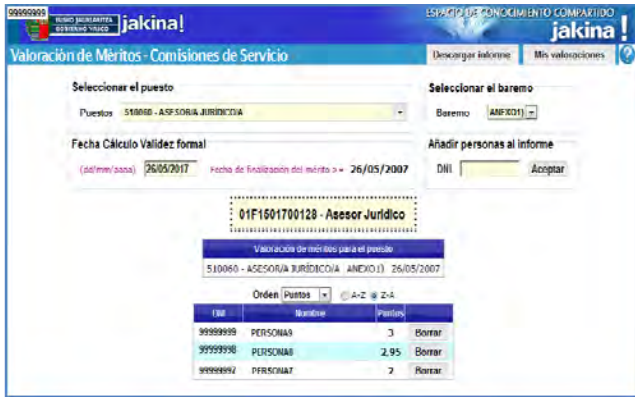 99999999
EUSKO JAURLARITZA
GOBIERNO VASCO
jakina!
ESPACIO DE CONOCIMIENTO COMPARTIDO
jakina!
Valoración de Méritos - Comisiones de Servicio
Descargar informe
Mis valoraciones
?
Seleccionar el puesto
Seleccionar el baremo
Puestos 510060 - ASESOR/A JURÍDICO/A
Baremo ANEXO1)
Fecha Cálculo Validez formal
Añadir personas al informe
(dd/mm/aaaa) 26/05/2017 Fecha de finalización del mérito >= 26/05/2007
DNI Aceptar
01F1501700128 - Asesor Jurídico
Valoración de méritos para el puesto
510060 - ASESOR/A JURÍDICO/A ANEXO1) 26/05/2007
Orden Puntos A-Z Z-A
DNI Nombre Puntos
99999999 PERSONA9 3 Borrar
99999998 PERSONA8 2,95 Borrar
99999997 PERSONA7 2 Borrar